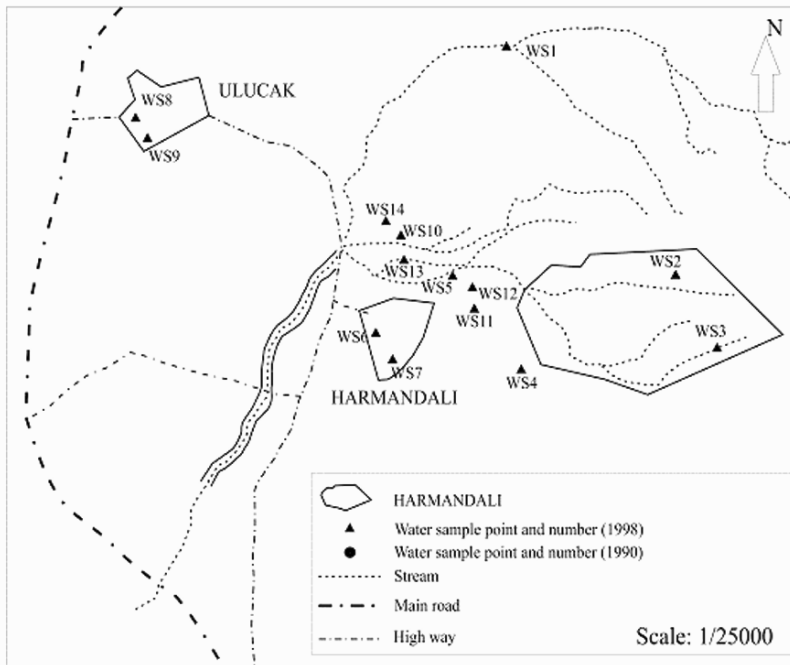 N
WS1
ULUCAK
WS8
WS9
WS14
WS10
WS13
WS5
WS2
WS12
WS11
WS6
WS7
WS3
WS4
HARMANDALI
HARMANDALI
Water sample point and number (1998)
Water sample point and number (1990)
Stream
Main road
High way
Scale: 1/25000